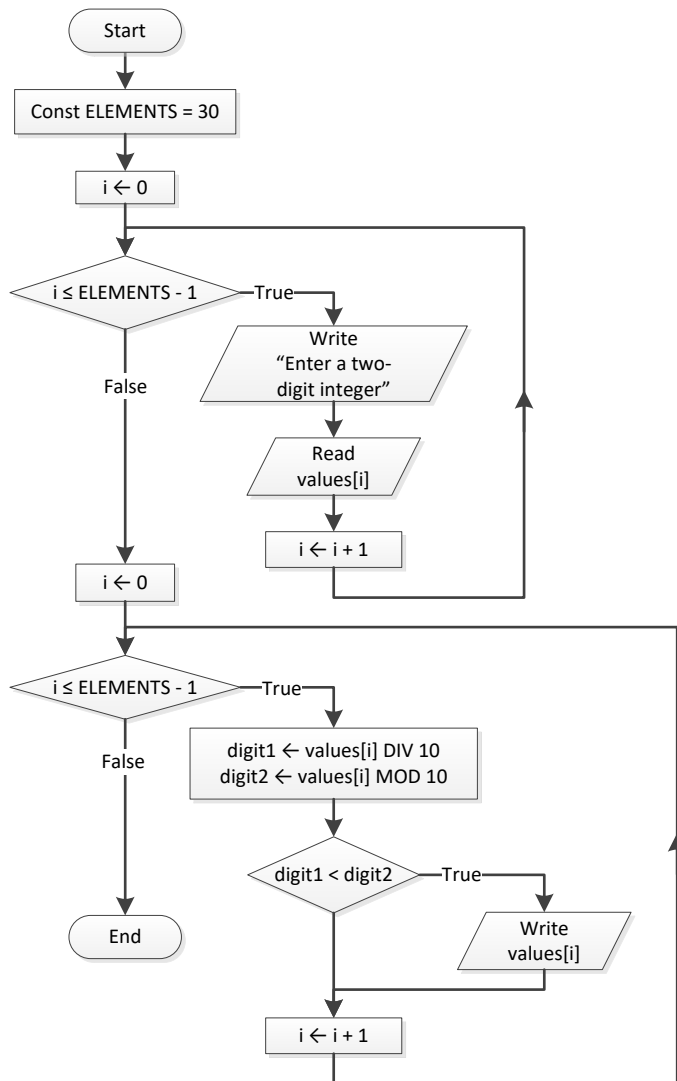 Start
Const ELEMENTS = 30
i ← 0
i ≤ ELEMENTS - 1
True
Write
“Enter a two-
digit integer”
False
Read
values[i]
i ← i + 1
i ← 0
i ≤ ELEMENTS - 1
True
digit1 ← values[i] DIV 10
digit2 ← values[i] MOD 10
False
digit1 < digit2
True
Write
values[i]
End
i ← i + 1